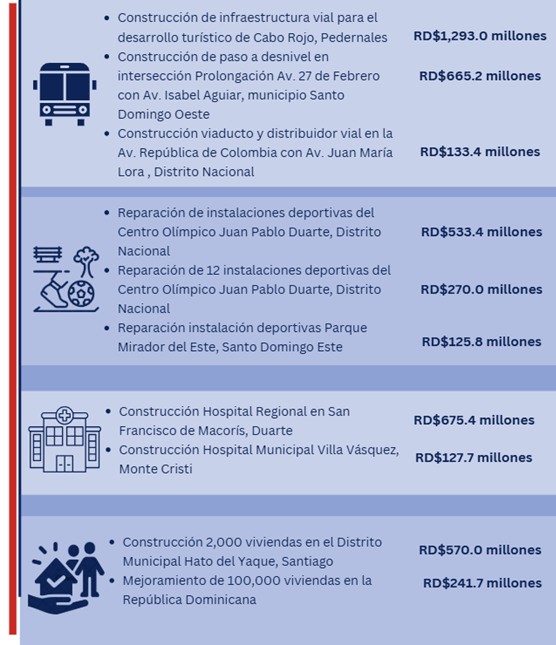 • Construcción de infraestructura vial para el
desarrollo turístico de Cabo Rojo, Pedernales
RD$1,293.0 millones
• Construcción de paso a desnivel en
intersección Prolongación Av. 27 de Febrero
con Av. Isabel Aguiar, municipio Santo
Domingo Oeste
RD$665.2 millones
• Construcción viaducto y distribuidor vial en la
Av. República de Colombia con Av. Juan María
Lora , Distrito Nacional
RD$133.4 millones
• Reparación de instalaciones deportivas del
Centro Olímpico Juan Pablo Duarte, Distrito
Nacional
RD$533.4 millones
• Reparación de 12 instalaciones deportivas del
Centro Olímpico Juan Pablo Duarte, Distrito
Nacional
RD$270.0 millones
• Reparación instalación deportivas Parque
Mirador del Este, Santo Domingo Este
RD$125.8 millones
• Construcción Hospital Regional en San
Francisco de Macorís, Duarte
RD$675.4 millones
• Construcción Hospital Municipal Villa Vásquez,
Monte Cristi
RD$127.7 millones
• Construcción 2,000 viviendas en el Distrito
Municipal Hato del Yaque, Santiago
RD$570.0 millones
• Mejoramiento de 100,000 viviendas en la
República Dominicana
RD$241.7 millones